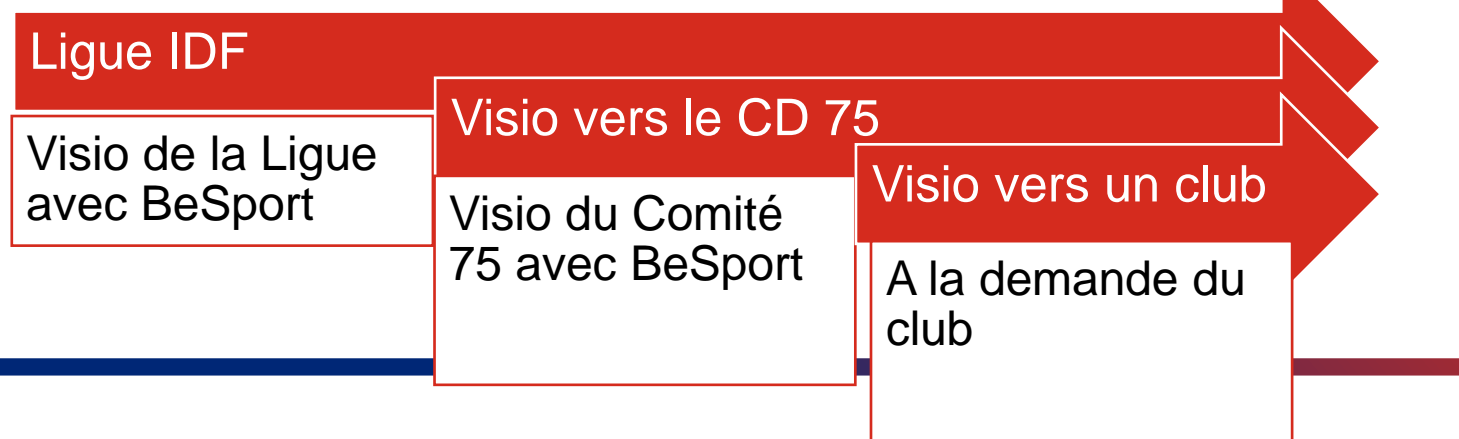 Ligue IDF
Visio de la Ligue
avec BeSport
Visio vers le CD 75
Visio du Comité
75 avec BeSport
Visio vers un club
A la demande du
club